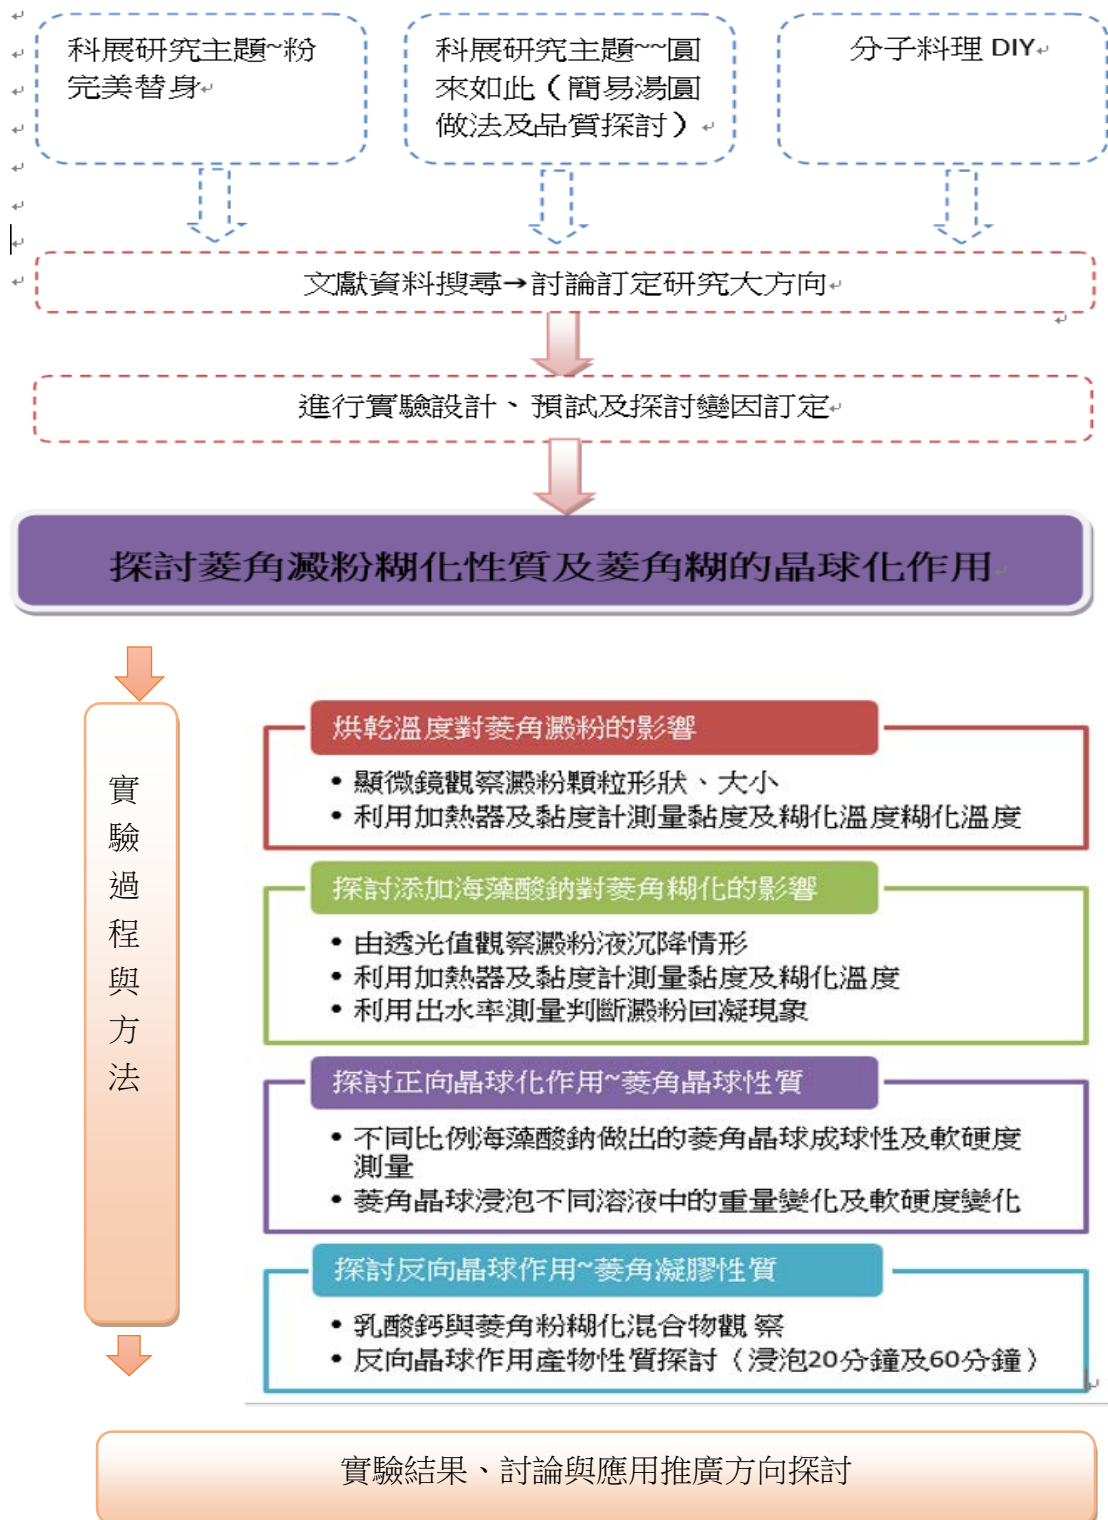 科展研究主題~粉
完美替身
科展研究主題~~圓
來如此（簡易湯圓
做法及品質探討）
分子料理 DIY
文獻資料搜尋→討論訂定研究大方向
進行實驗設計、預試及探討變因訂定
探討菱角澱粉糊化性質及菱角糊的晶球化作用
實驗過程與方法
烘乾溫度對菱角澱粉的影響
• 顯微鏡觀察澱粉顆粒形狀、大小
• 利用加熱器及黏度計測量黏度及糊化溫度糊化溫度
探討添加海藻酸鈉對菱角糊化的影響
• 由透光值觀察澱粉液沉降情形
• 利用加熱器及黏度計測量黏度及糊化溫度
• 利用出水率測量判斷澱粉回凝現象
探討正向晶球化作用~菱角晶球性質
• 不同比例海藻酸鈉做出的菱角晶球成球性及軟硬度
測量
• 菱角晶球浸泡不同溶液中的重量變化及軟硬度變化
探討反向晶球作用~菱角凝膠性質
• 乳酸鈣與菱角粉糊化混合物觀 察
• 反向晶球作用產物性質探討（浸泡20分鐘及60分鐘）
實驗結果、討論與應用推廣方向探討